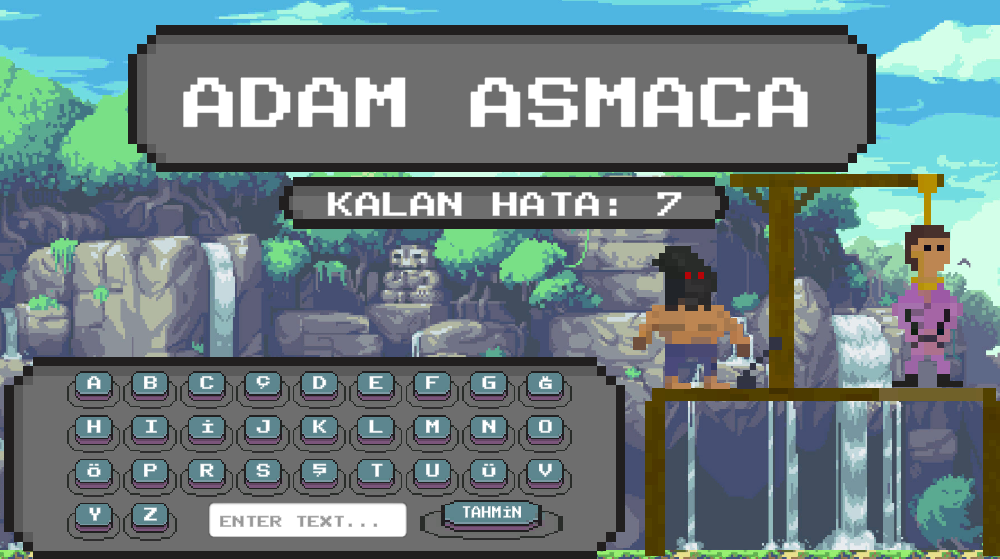 ADAM ASMACA
KALAN HATA: 7
A B C Ç D E F G Ğ
H I İ J K L M N O
Ö P R S Ş T U Ü V
Y Z ENTER TEXT... TAHMİN